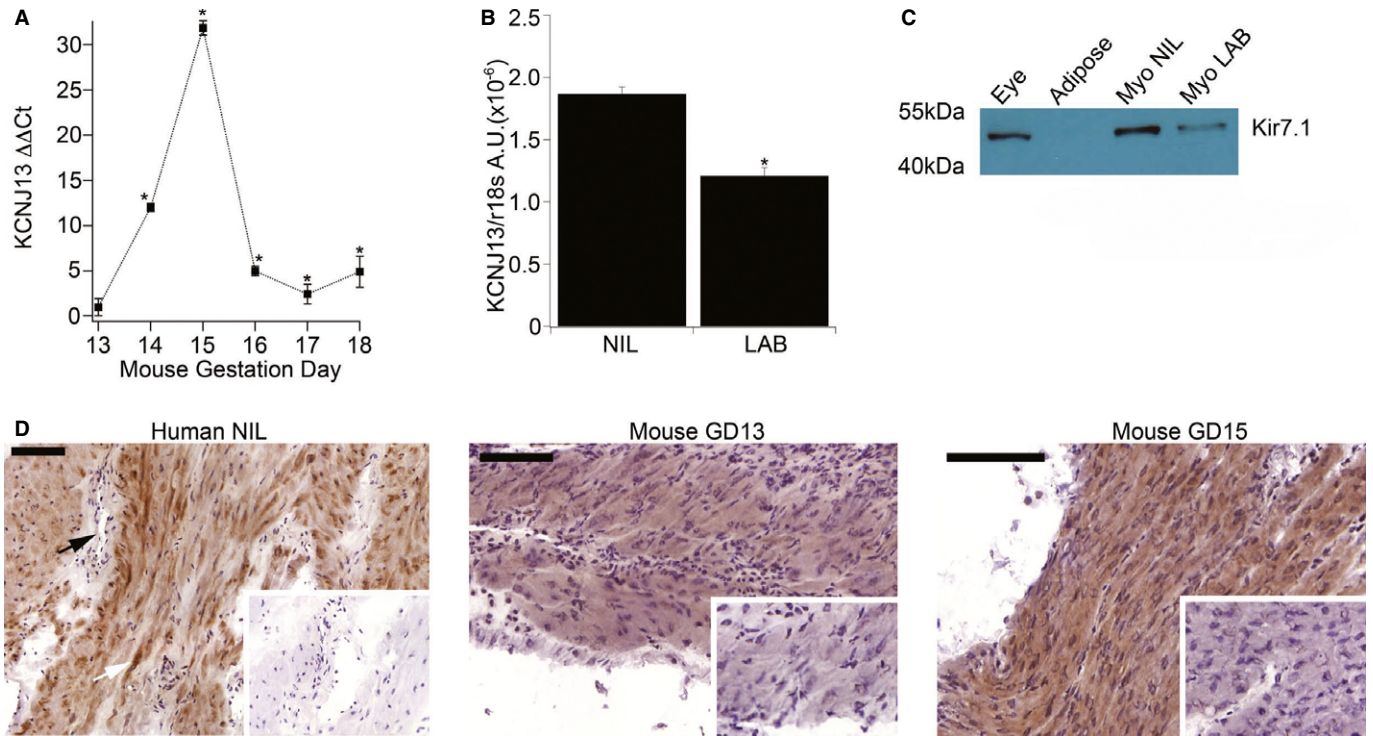 A
KCNJ13 ΔΔCt
30
25
20
15
10
5
0
*
*
*
*
*
13 14 15 16 17 18
Mouse Gestation Day
B
KCNJ13/r18s A.U.(x10⁻⁶)
2.5
2.0
1.5
1.0
0.5
0
*
NIL LAB
C
Eye
Adipose
Myo NIL
Myo LAB
55kDa
40kDa
Kir7.1
D
Human NIL
Mouse GD13
Mouse GD15